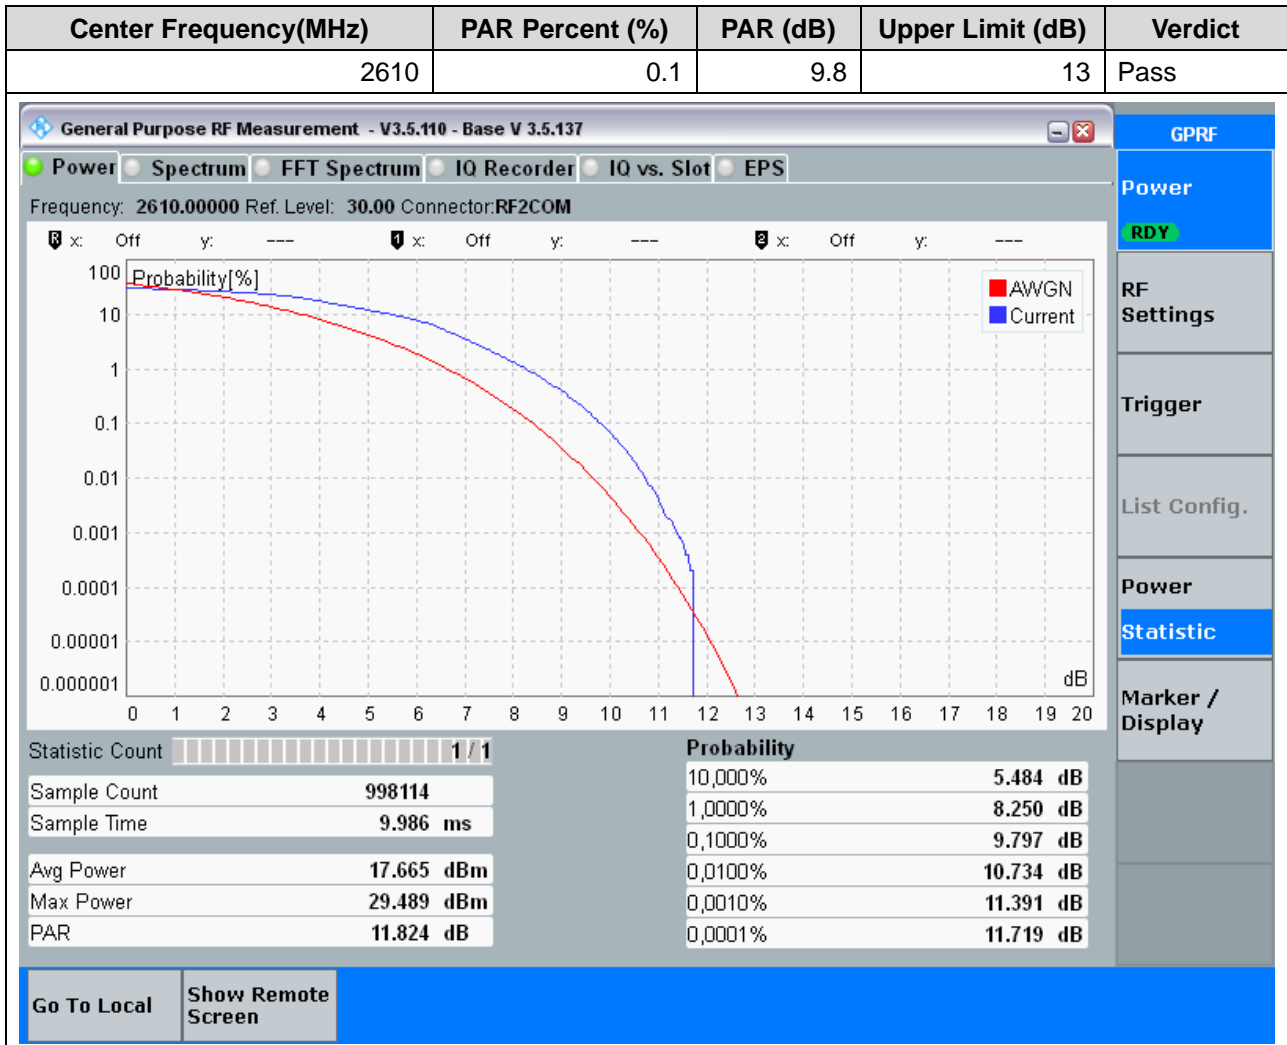 Center Frequency(MHz) PAR Percent (%) PAR (dB) Upper Limit (dB) Verdict
2610 0.1 9.8 13 Pass
General Purpose RF Measurement - V3.5.110 - Base V 3.5.137
GPRF
Power Spectrum FFT Spectrum IQ Recorder IQ vs. Slot EPS
Frequency: 2610.00000 Ref. Level: 30.00 Connector:RF2COM
R x: Off y: --- 1 x: Off y: --- 2 x: Off y: ---
Probability[%]
100
10
1
0.1
0.01
0.001
0.0001
0.00001
0.000001
AWGN
Current
dB
0 1 2 3 4 5 6 7 8 9 10 11 12 13 14 15 16 17 18 19 20
Statistic Count 1 / 1
Sample Count 998114
Sample Time 9.986 ms
Avg Power 17.665 dBm
Max Power 29.489 dBm
PAR 11.824 dB
Probability
10,000% 5.484 dB
1,0000% 8.250 dB
0,1000% 9.797 dB
0,0100% 10.734 dB
0,0010% 11.391 dB
0,0001% 11.719 dB
Power
RDY
RF
Settings
Trigger
List Config.
Power
Statistic
Marker /
Display
Go To Local
Show Remote
Screen